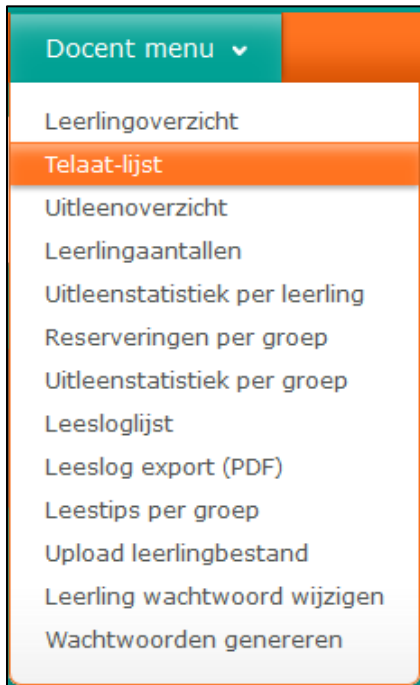 Docent menu
Leerlingoverzicht
Telaat-lijst
Uitleenoverzicht
Leerlingaantallen
Uitleenstatistiek per leerling
Reserveringen per groep
Uitleenstatistiek per groep
Leesloglijst
Leeslog export (PDF)
Leestips per groep
Upload leerlingbestand
Leerling wachtwoord wijzigen
Wachtwoorden genereren